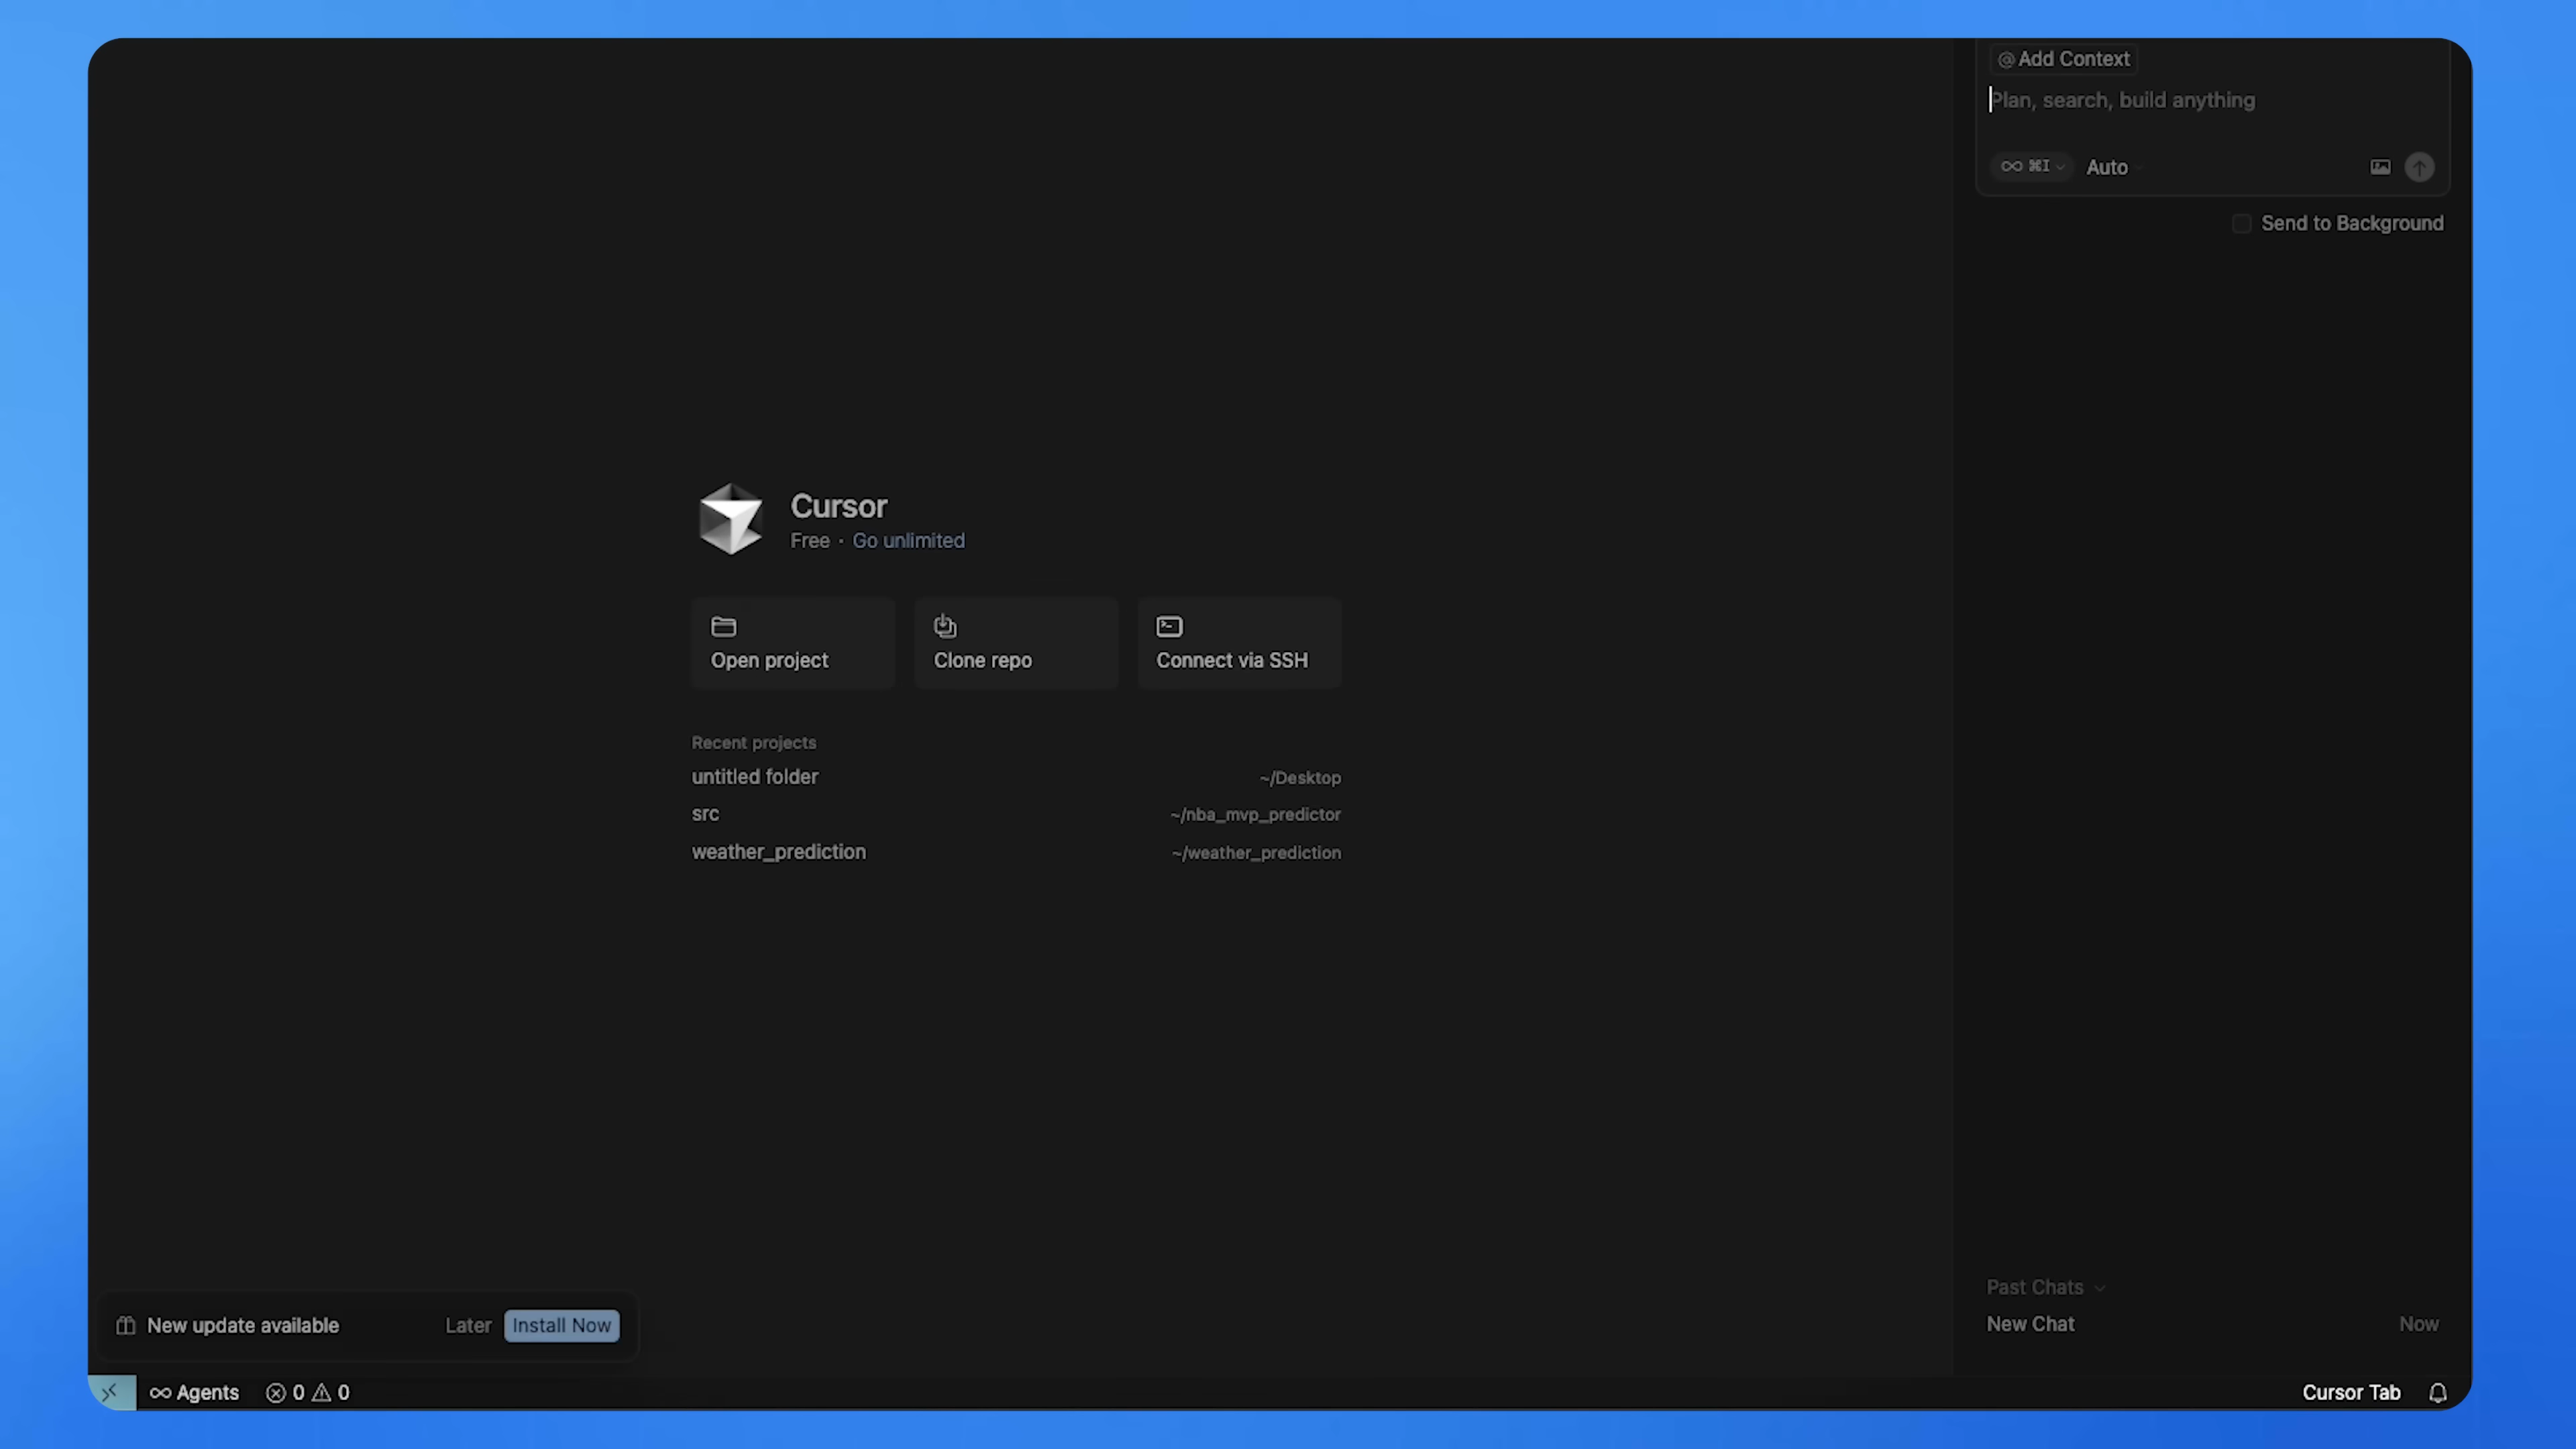 @Add Context
Plan, search, build anything
⌘I Auto
Send to Background
Cursor
Free · Go unlimited
Open project
Clone repo
Connect via SSH
Recent projects
untitled folder ~/Desktop
src ~/nba_mvp_predictor
weather_prediction ~/weather_prediction
Past Chats
New Chat Now
New update available Later Install Now
Agents 0 0
Cursor Tab